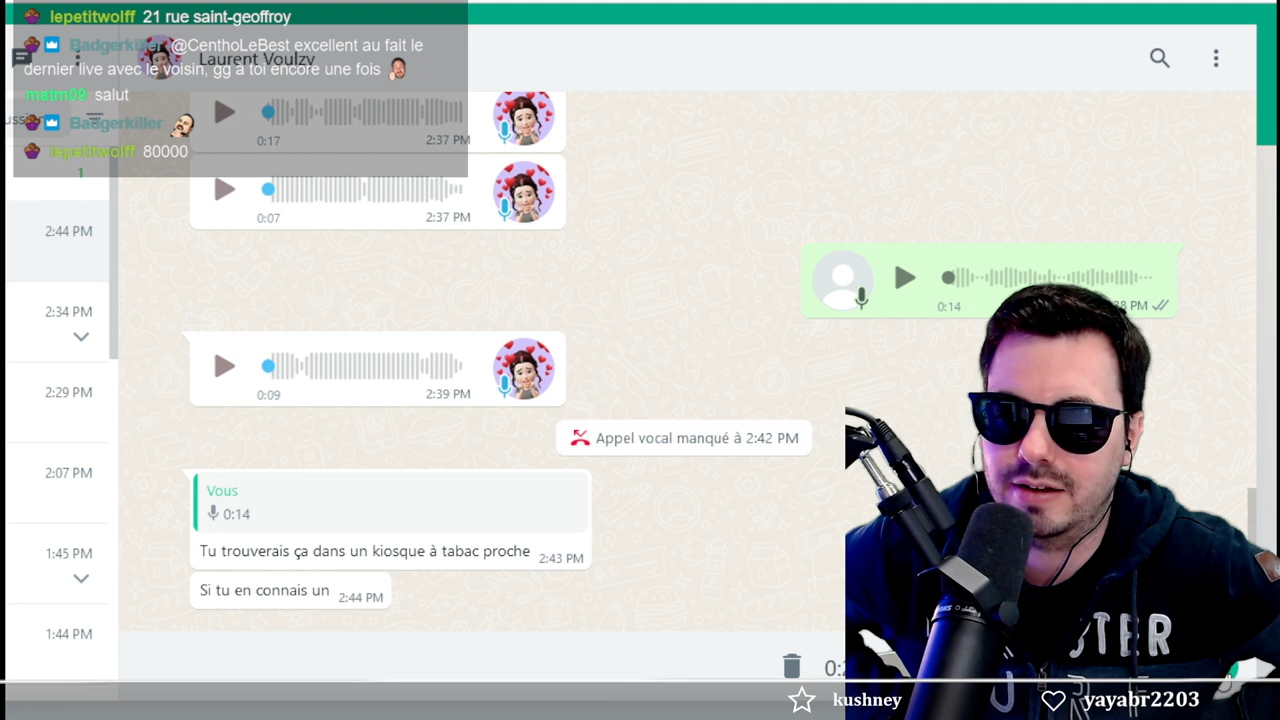 lepetitwolff 21 rue saint-geoffroy
Badgerkiller @CenthoLeBest excellent au fait le
dernier live avec le voisin, gg à toi encore une fois
matm09 salut
Badgerkiller
lepetitwolff 80000
1
Laurent Voulzy
0:17 2:37 PM
0:07 2:37 PM
2:44 PM
2:34 PM
0:14 PM
0:09 2:39 PM
2:29 PM
Appel vocal manqué à 2:42 PM
2:07 PM
Vous
0:14
Tu trouverais ça dans un kiosque à tabac proche 2:43 PM
1:45 PM
Si tu en connais un 2:44 PM
1:44 PM
kushney
yayabr2203